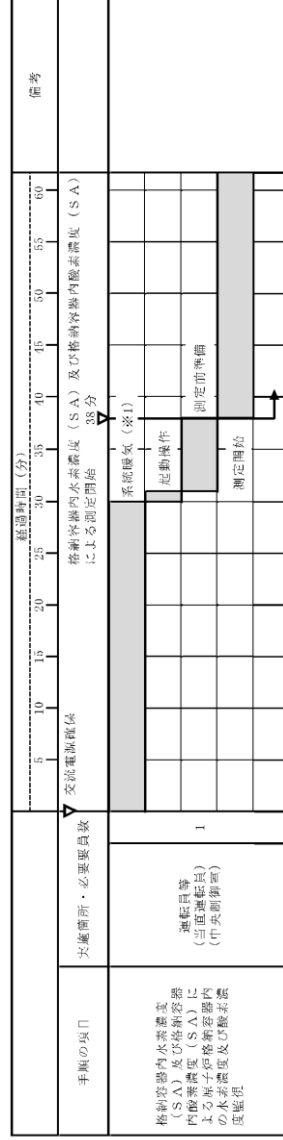 手順の項目
実施箇所・必要要員数
経過時間（分）
備考
5 10 15 20 25 30 35 40 45 50 55 60
交流電源確保
格納容器内水素濃度（ＳＡ）及び格納容器内酸素濃度（ＳＡ）
による測定開始
38分
格納容器内水素濃度
（ＳＡ）及び格納容器
内酸素濃度（ＳＡ）に
よる原子炉格納容器内
の水素濃度及び酸素濃
度監視
運転員等
（当直運転員）
（中央制御室）
1
系統暖気（※1）
起動操作
測定前準備
測定開始